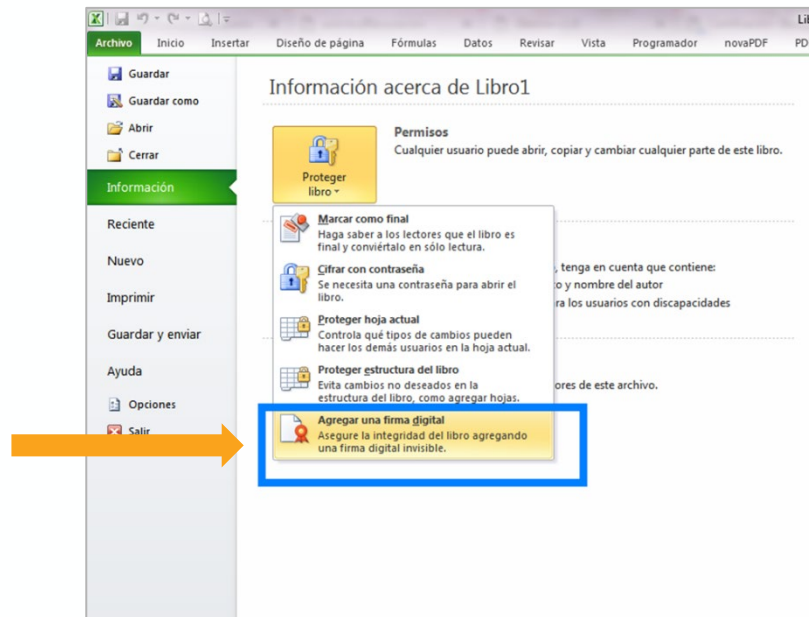 Lib
Archivo Inicio Insertar Diseño de página Fórmulas Datos Revisar Vista Programador novaPDF PD
Guardar
Guardar como
Abrir
Cerrar
Información
Reciente
Nuevo
Imprimir
Guardar y enviar
Ayuda
Opciones
Salir
Información acerca de Libro1
Proteger
libro
Permisos
Cualquier usuario puede abrir, copiar y cambiar cualquier parte de este libro.
Marcar como final
Haga saber a los lectores que el libro es
final y conviértalo en sólo lectura.
Cifrar con contraseña
Se necesita una contraseña para abrir el
libro.
Proteger hoja actual
Controla qué tipos de cambios pueden
hacer los demás usuarios en la hoja actual.
Proteger estructura del libro
Evita cambios no deseados en la
estructura del libro, como agregar hojas.
Agregar una firma digital
Asegure la integridad del libro agregando
una firma digital invisible.
, tenga en cuenta que contiene:
o y nombre del autor
ra los usuarios con discapacidades
ores de este archivo.